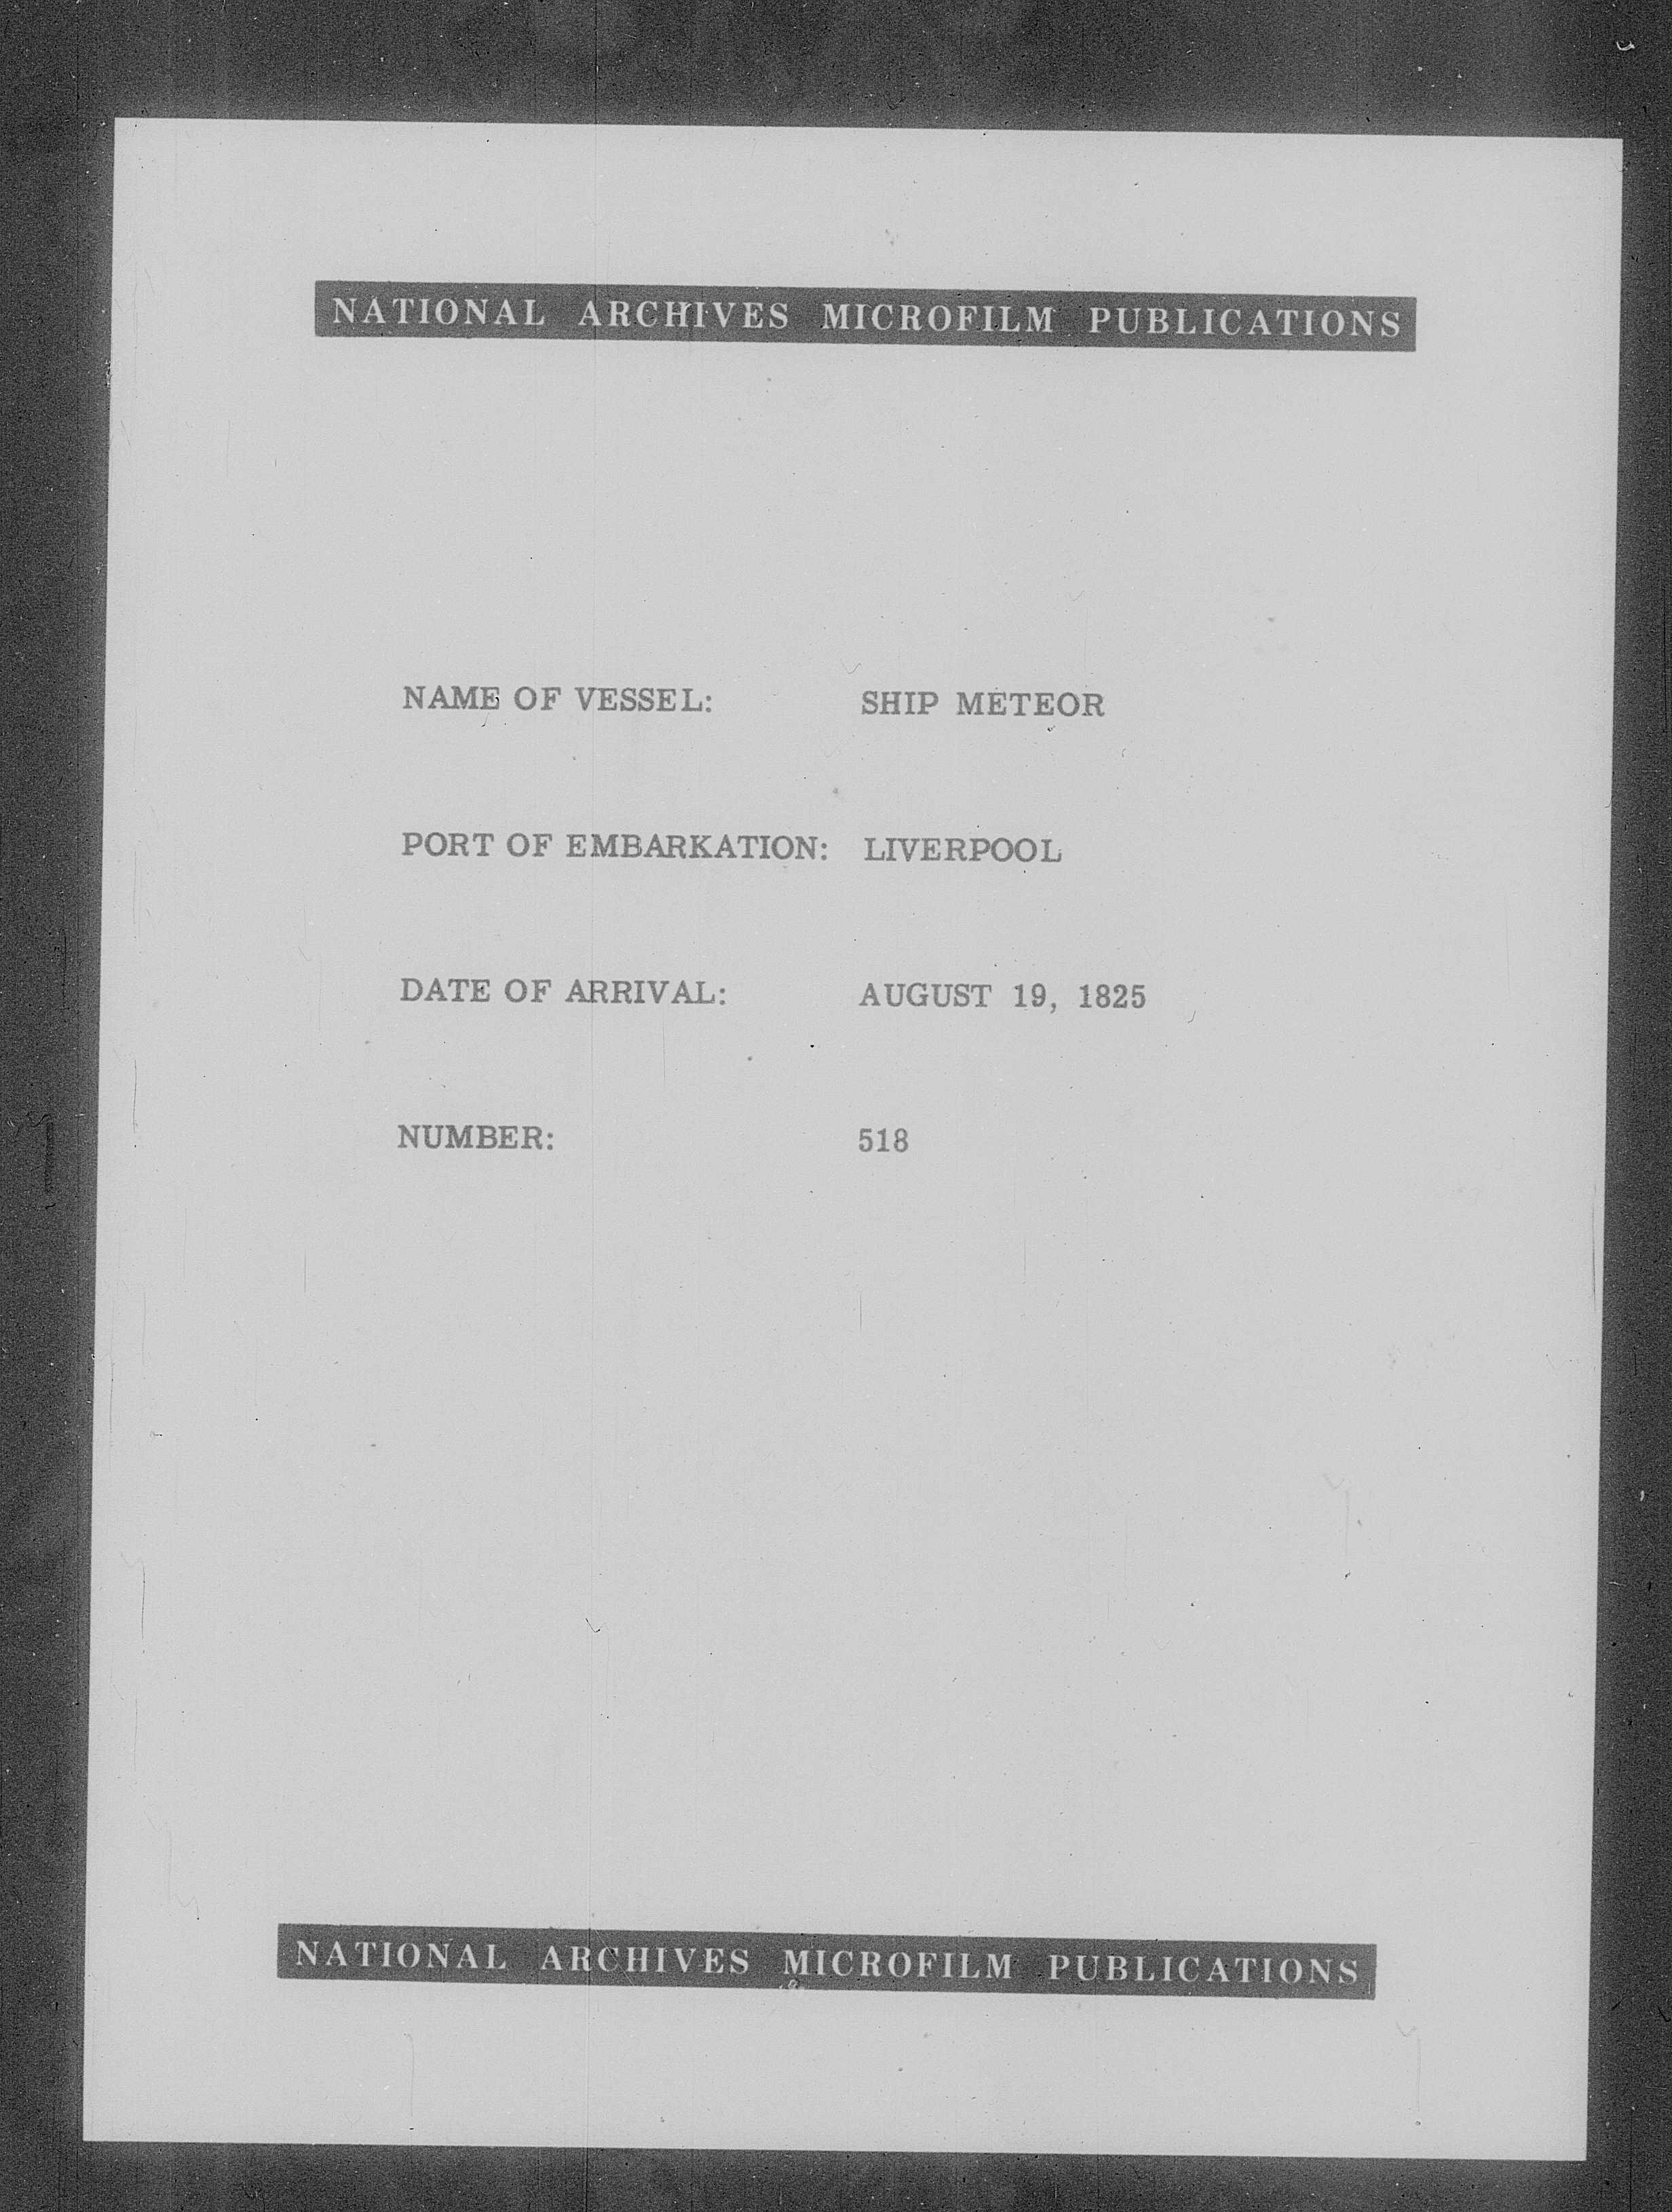 NATIONAL ARCHIVES MICROFILM PUBLICATIONS
NAME OF VESSEL: SHIP METEOR
PORT OF EMBARKATION: LIVERPOOL
DATE OF ARRIVAL: AUGUST 19, 1825
NUMBER: 518
NATIONAL ARCHIVES MICROFILM PUBLICATIONS